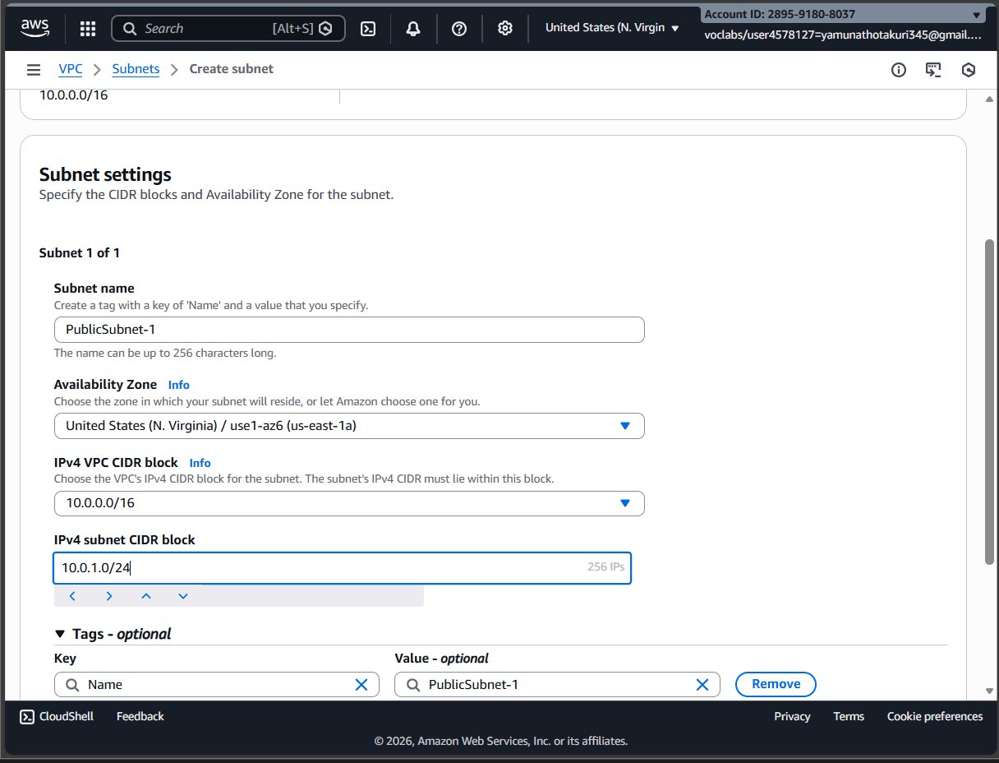 aws
Search [Alt+S]
United States (N. Virgin
Account ID: 2895-9180-8037
voclabs/user4578127=yamunathotakuri345@gmail....
VPC Subnets Create subnet
10.0.0.0/16
Subnet settings
Specify the CIDR blocks and Availability Zone for the subnet.
Subnet 1 of 1
Subnet name
Create a tag with a key of 'Name' and a value that you specify.
PublicSubnet-1
The name can be up to 256 characters long.
Availability Zone Info
Choose the zone in which your subnet will reside, or let Amazon choose one for you.
United States (N. Virginia) / use1-az6 (us-east-1a)
IPv4 VPC CIDR block Info
Choose the VPC's IPv4 CIDR block for the subnet. The subnet's IPv4 CIDR must lie within this block.
10.0.0.0/16
IPv4 subnet CIDR block
10.0.1.0/24 256 IPs
Tags - optional
Key Value - optional
Name PublicSubnet-1 Remove
CloudShell Feedback Privacy Terms Cookie preferences
© 2026, Amazon Web Services, Inc. or its affiliates.